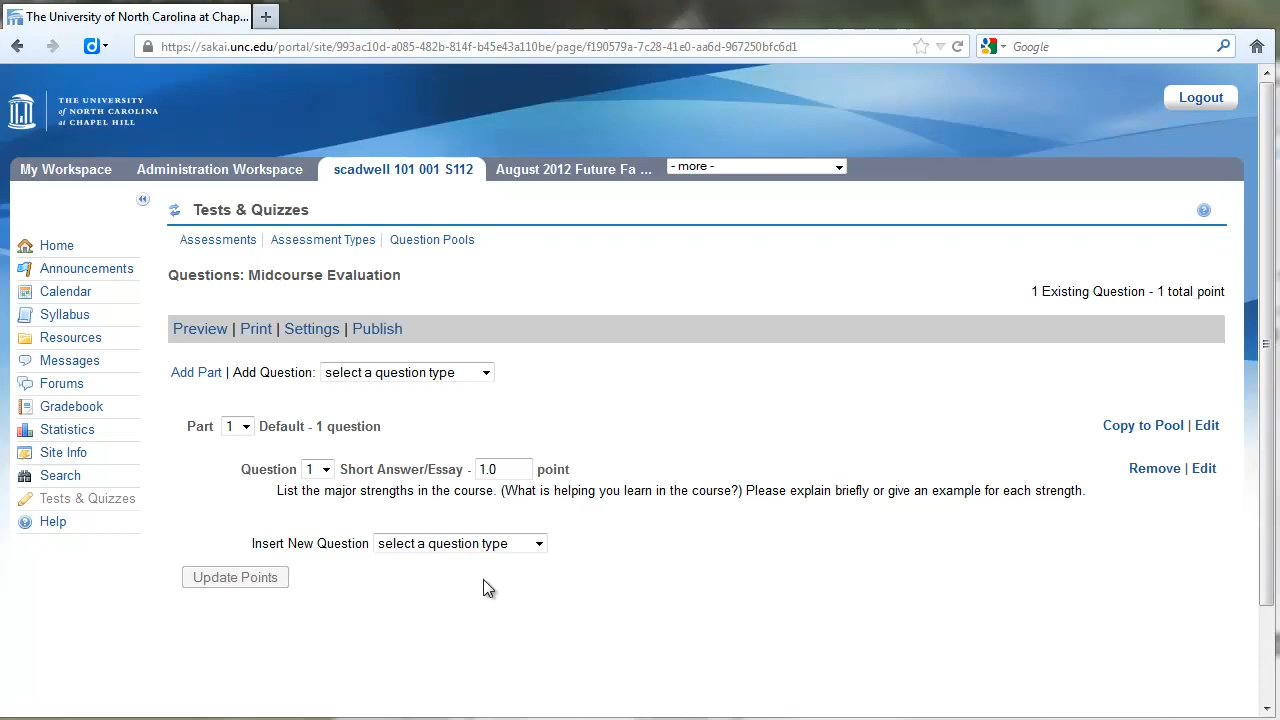 The University of North Carolina at Chap...
https://sakai.unc.edu/portal/site/993ac10d-a085-482b-814f-b45e43a110be/page/f190579a-7c28-41e0-aa62-967250bfc6d1
Google
THE UNIVERSITY
of NORTH CAROLINA
at CHAPEL HILL
Logout
My Workspace
Administration Workspace
scadwell 101 001 S112
August 2012 Future Fa ...
- more -
Tests & Quizzes
Assessments | Assessment Types | Question Pools
Home
Announcements
Calendar
Syllabus
Resources
Messages
Forums
Gradebook
Statistics
Site Info
Search
Tests & Quizzes
Help
Questions: Midcourse Evaluation
1 Existing Question - 1 total point
Preview | Print | Settings | Publish
Add Part | Add Question: select a question type
Part 1 Default - 1 question
Copy to Pool | Edit
Question 1 Short Answer/Essay - 1.0 point
Remove | Edit
List the major strengths in the course. (What is helping you learn in the course?) Please explain briefly or give an example for each strength.
Insert New Question select a question type
Update Points